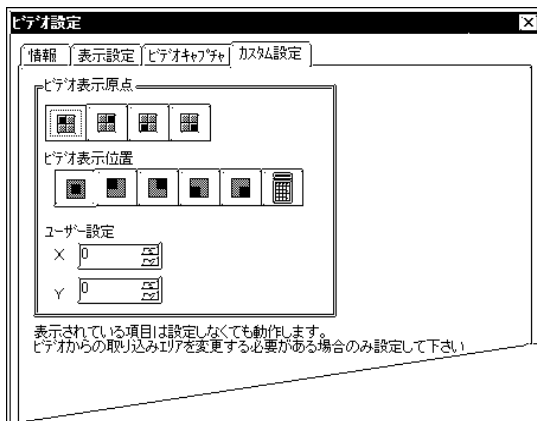 ビデオ設定
情報 表示設定 ビデオキャプチャ カスタム設定
ビデオ表示原点
ビデオ表示位置
ユーザー設定
X 0
Y 0
表示されている項目は設定しなくても動作します。
ビデオからの取り込みエリアを変更する必要がある場合のみ設定して下さい